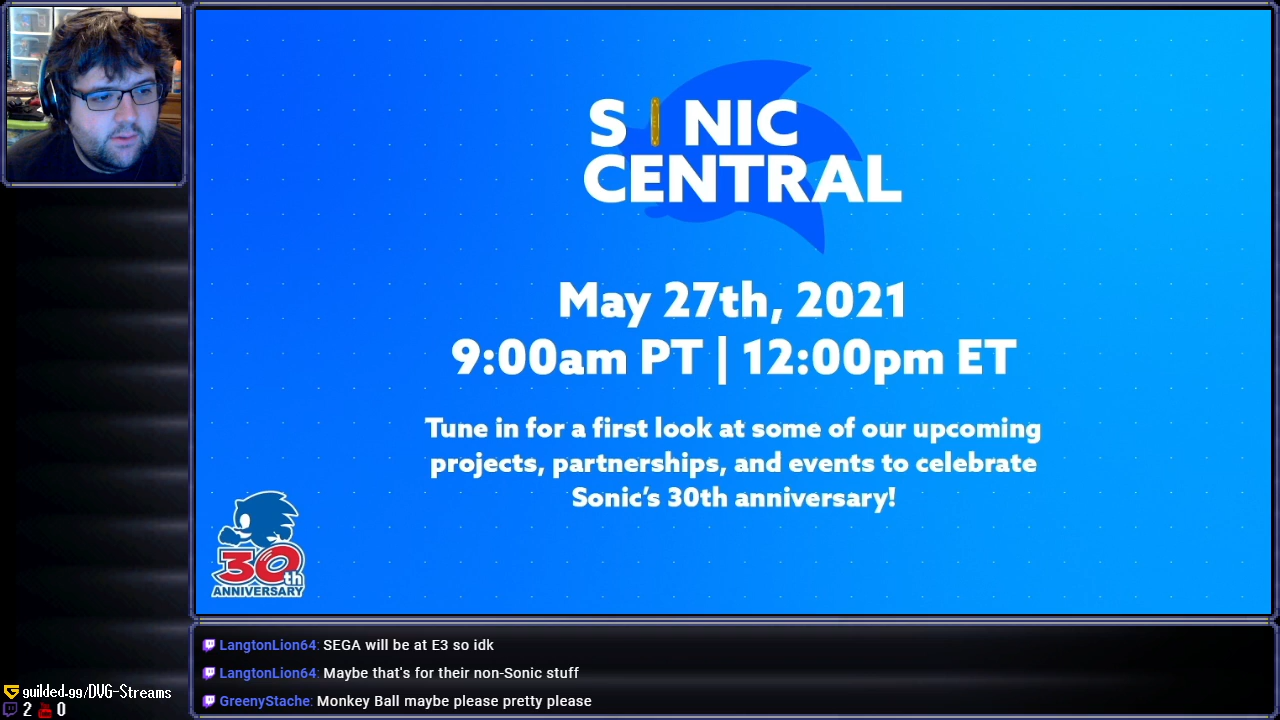 S NIC
CENTRAL
May 27th, 2021
9:00am PT | 12:00pm ET
Tune in for a first look at some of our upcoming
projects, partnerships, and events to celebrate
Sonic's 30th anniversary!
30th
ANNIVERSARY
LangtonLion64: SEGA will be at E3 so idk
LangtonLion64: Maybe that's for their non-Sonic stuff
GreenyStache: Monkey Ball maybe please pretty please
guilded.gg/DVG-Streams
2 0